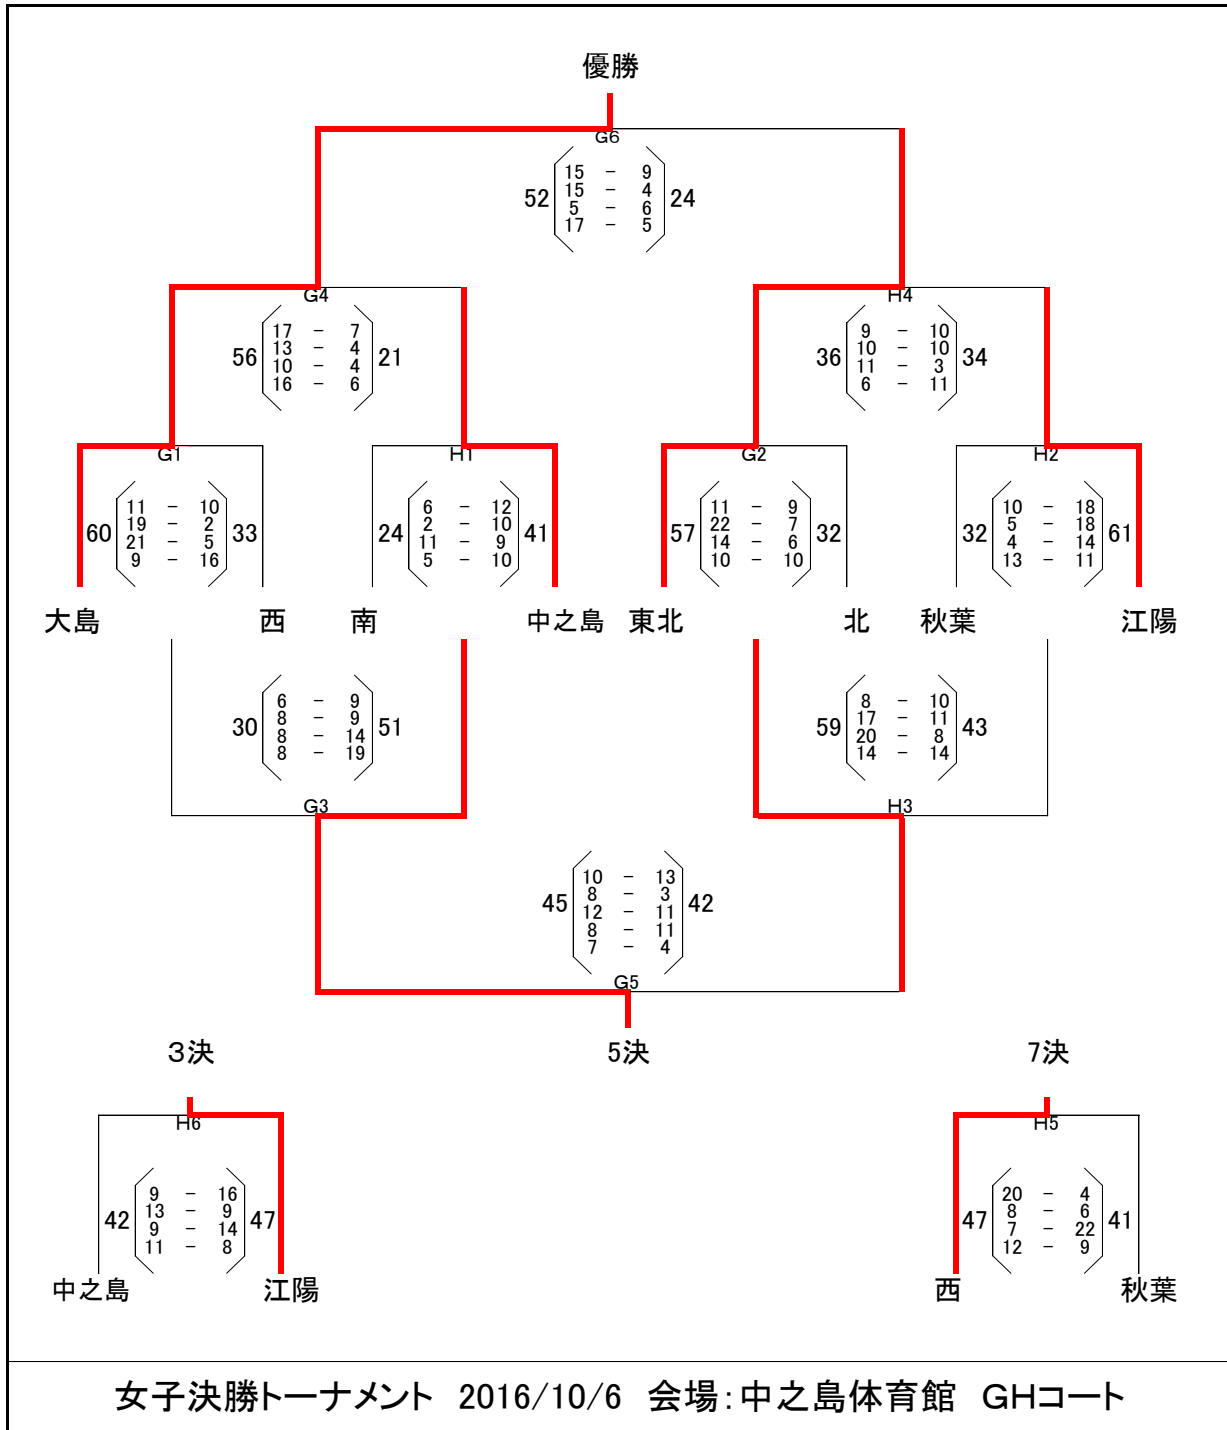 優勝
G6
15 - 9
15 - 4
52 24
5 - 6
17 - 5
G4 H4
17 - 7 9 - 10
13 - 4 10 - 10
56 21 36 34
10 - 4 11 - 3
16 - 6 6 - 11
G1 H1 G2 H2
11 - 10 6 - 12 11 - 9 10 - 18
19 - 2 2 - 10 22 - 7 5 - 18
60 33 24 41 57 32 32 61
21 - 5 11 - 9 14 - 6 4 - 14
9 - 16 5 - 10 10 - 10 13 - 11
大島 西 南 中之島 東北 北 秋葉 江陽
6 - 9 8 - 10
8 - 9 17 - 11
30 51 59 43
8 - 14 20 - 8
8 - 19 14 - 14
G3 H3
10 - 13
8 - 3
45 12 - 11 42
8 - 11
7 - 4
G5
３決 5決 7決
H6 H5
9 - 16 20 - 4
13 - 9 8 - 6
42 47 47 41
9 - 14 7 - 22
11 - 8 12 - 9
中之島 江陽 西 秋葉
女子決勝トーナメント 2016/10/6 会場:中之島体育館 GHコート